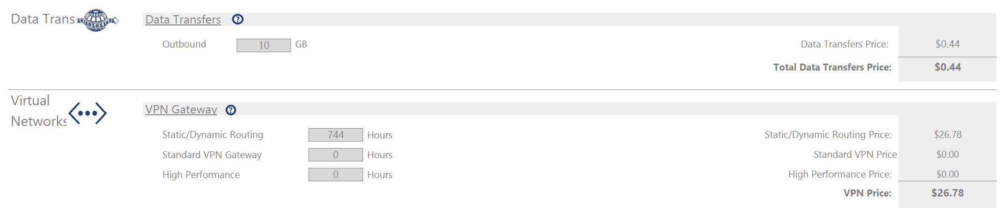 Data Trans
Data Transfers ?
Outbound 10 GB Data Transfers Price: $0.44
Total Data Transfers Price: $0.44
Virtual
Networks
VPN Gateway ?
Static/Dynamic Routing 744 Hours Static/Dynamic Routing Price: $26.78
Standard VPN Gateway 0 Hours Standard VPN Price $0.00
High Performance 0 Hours High Performance Price: $0.00
VPN Price: $26.78